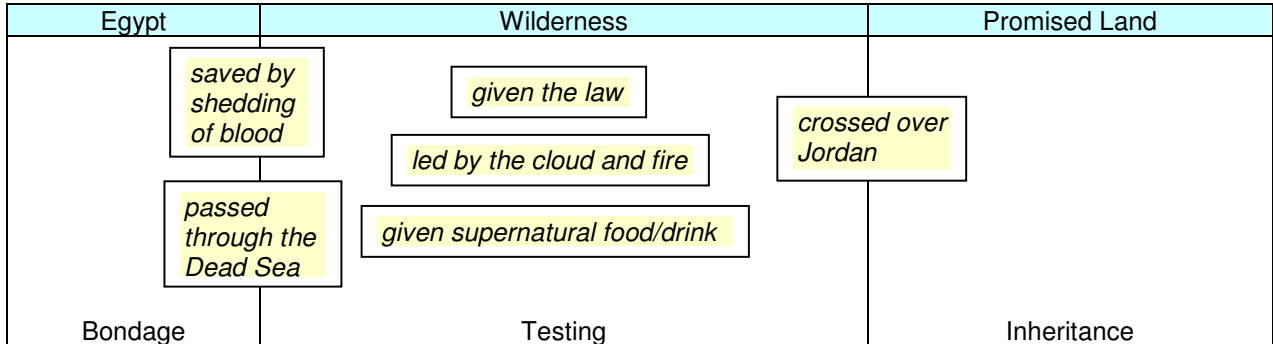 Egypt Wilderness Promised Land
saved by
shedding
of blood
given the law
crossed over
Jordan
led by the cloud and fire
passed
through the
Dead Sea
given supernatural food/drink
Bondage Testing Inheritance